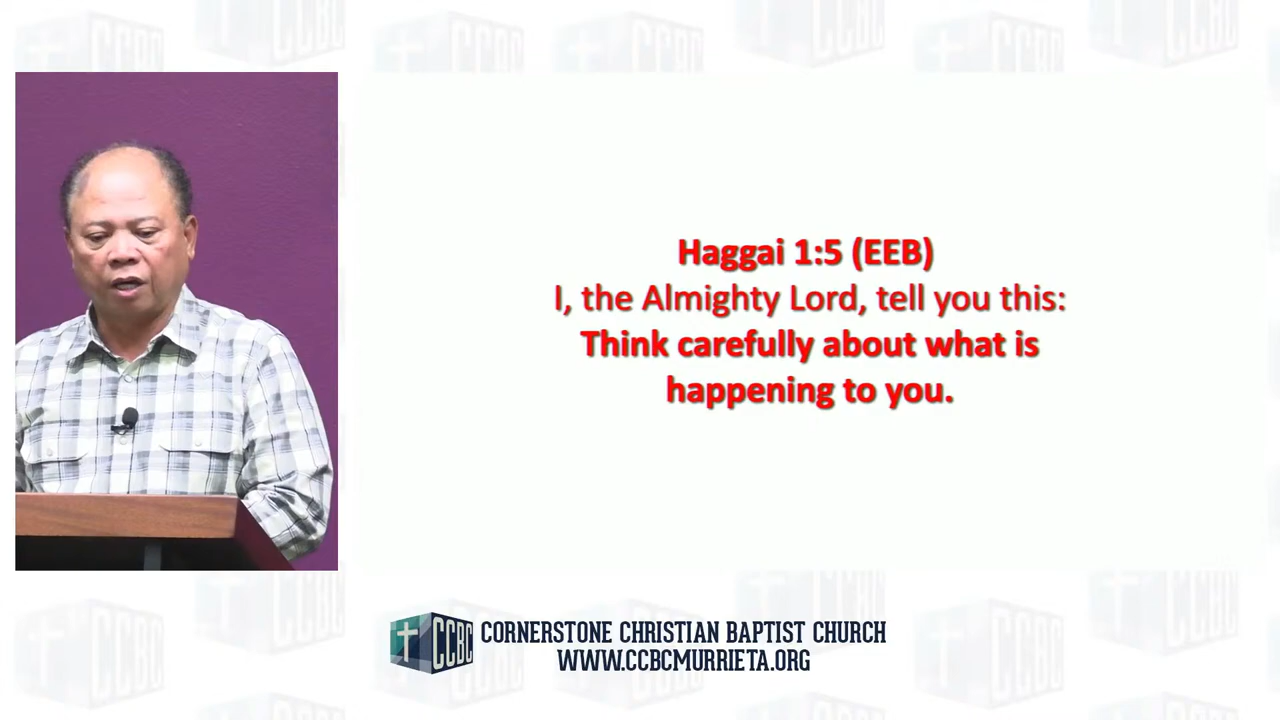 Haggai 1:5 (EEB)
I, the Almighty Lord, tell you this:
Think carefully about what is
happening to you.
CCBC
CORNERSTONE CHRISTIAN BAPTIST CHURCH
WWW.CCBCMURRIETA.ORG